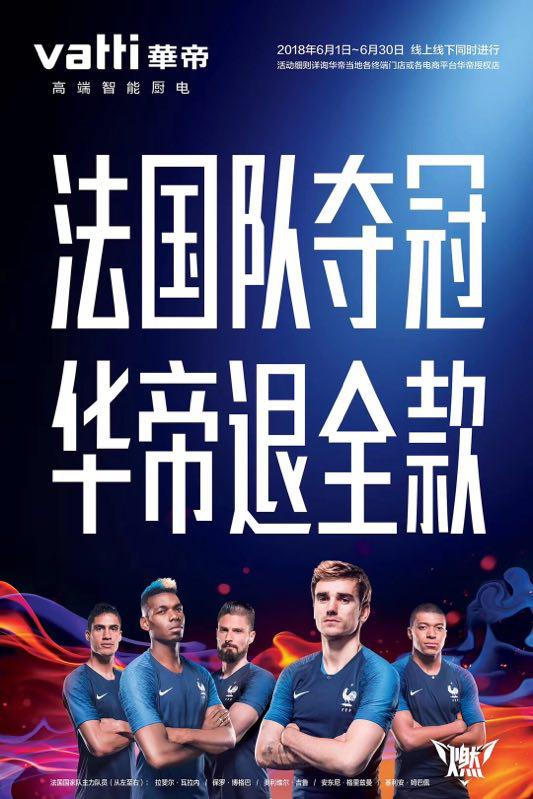 vatti 華帝
高端智能厨电
2018年6月1日~6月30日 线上线下同时进行
活动细则详询华帝当地各终端门店或各电商平台华帝授权店
法国队夺冠
华帝退全款
燃
法国国家队主力队员（从左至右）： 拉斐尔·瓦拉内 / 保罗·博格巴 / 奥利维尔·吉鲁 / 安东尼·格里兹曼 / 基利安·姆巴佩